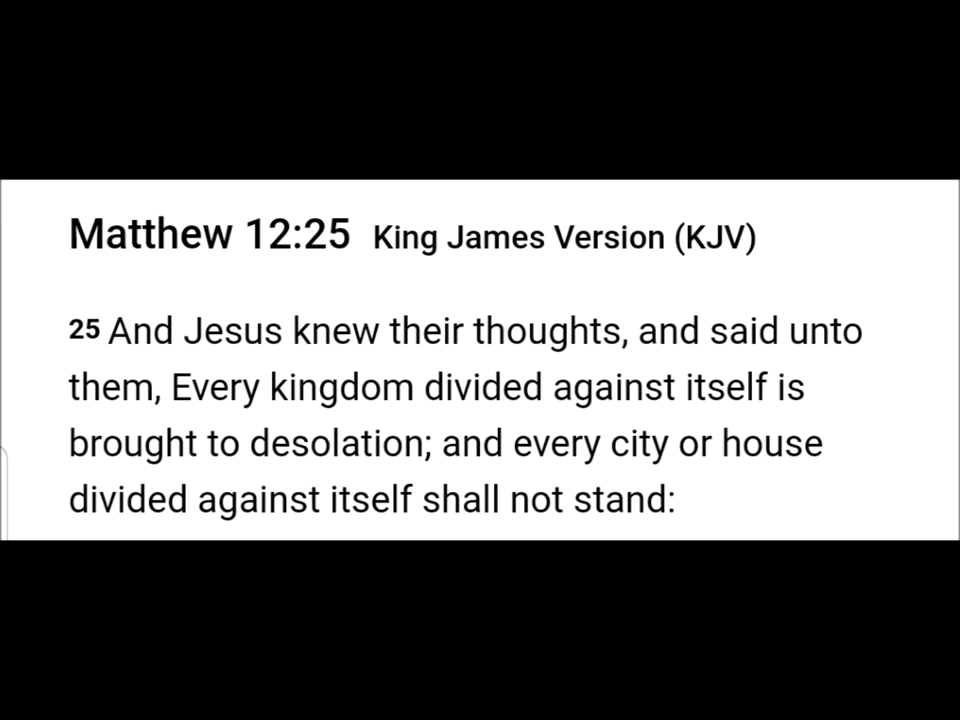 Matthew 12:25 King James Version (KJV)
25 And Jesus knew their thoughts, and said unto
them, Every kingdom divided against itself is
brought to desolation; and every city or house
divided against itself shall not stand: